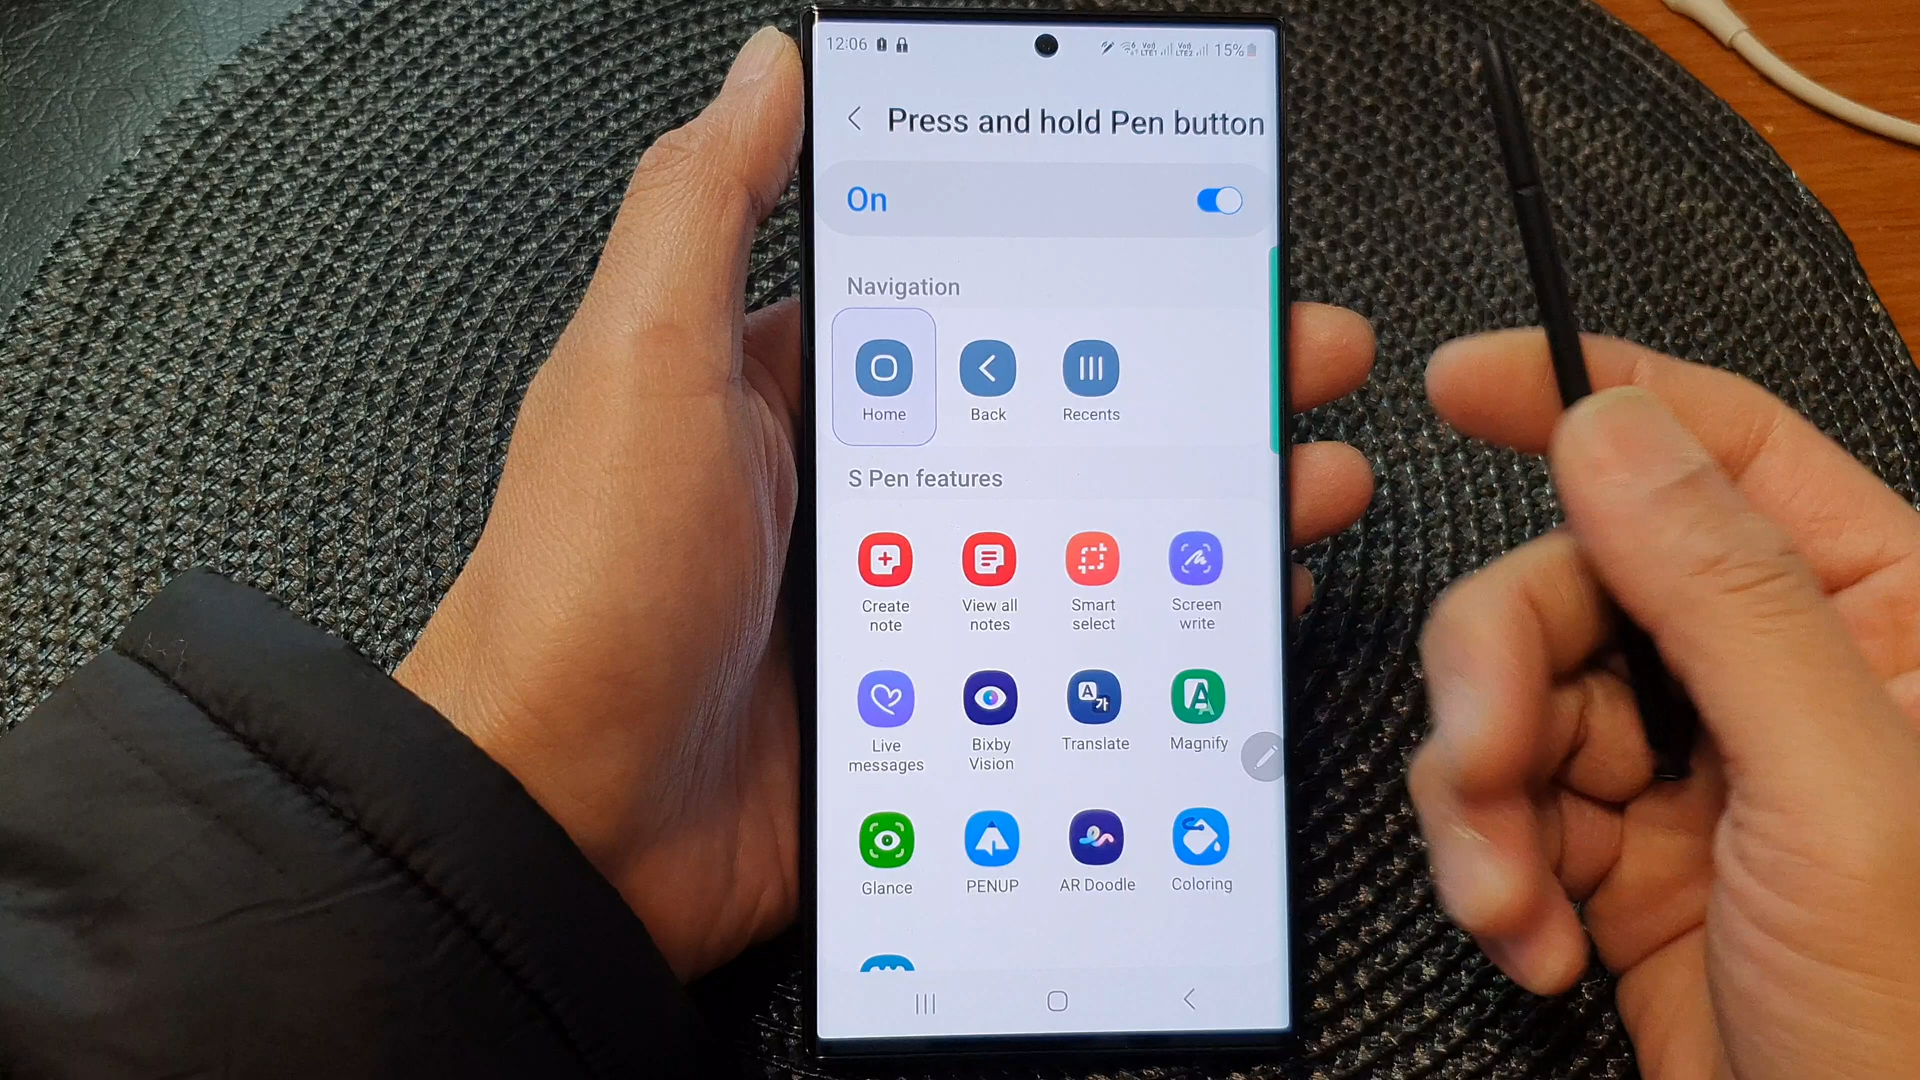 12:06 15%
Press and hold Pen button
On
Navigation
Home Back Recents
S Pen features
Create note
View all notes
Smart select
Screen write
Live messages
Bixby Vision
Translate
Magnify
Glance
PENUP
AR Doodle
Coloring